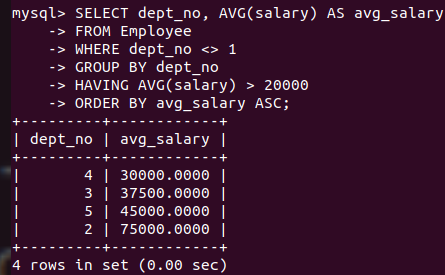 mysql> SELECT dept_no, AVG(salary) AS avg_salary
    -> FROM Employee
    -> WHERE dept_no <> 1
    -> GROUP BY dept_no
    -> HAVING AVG(salary) > 20000
    -> ORDER BY avg_salary ASC;
+---------+------------+
| dept_no | avg_salary |
+---------+------------+
|       4 | 30000.0000 |
|       3 | 37500.0000 |
|       5 | 45000.0000 |
|       2 | 75000.0000 |
+---------+------------+
4 rows in set (0.00 sec)